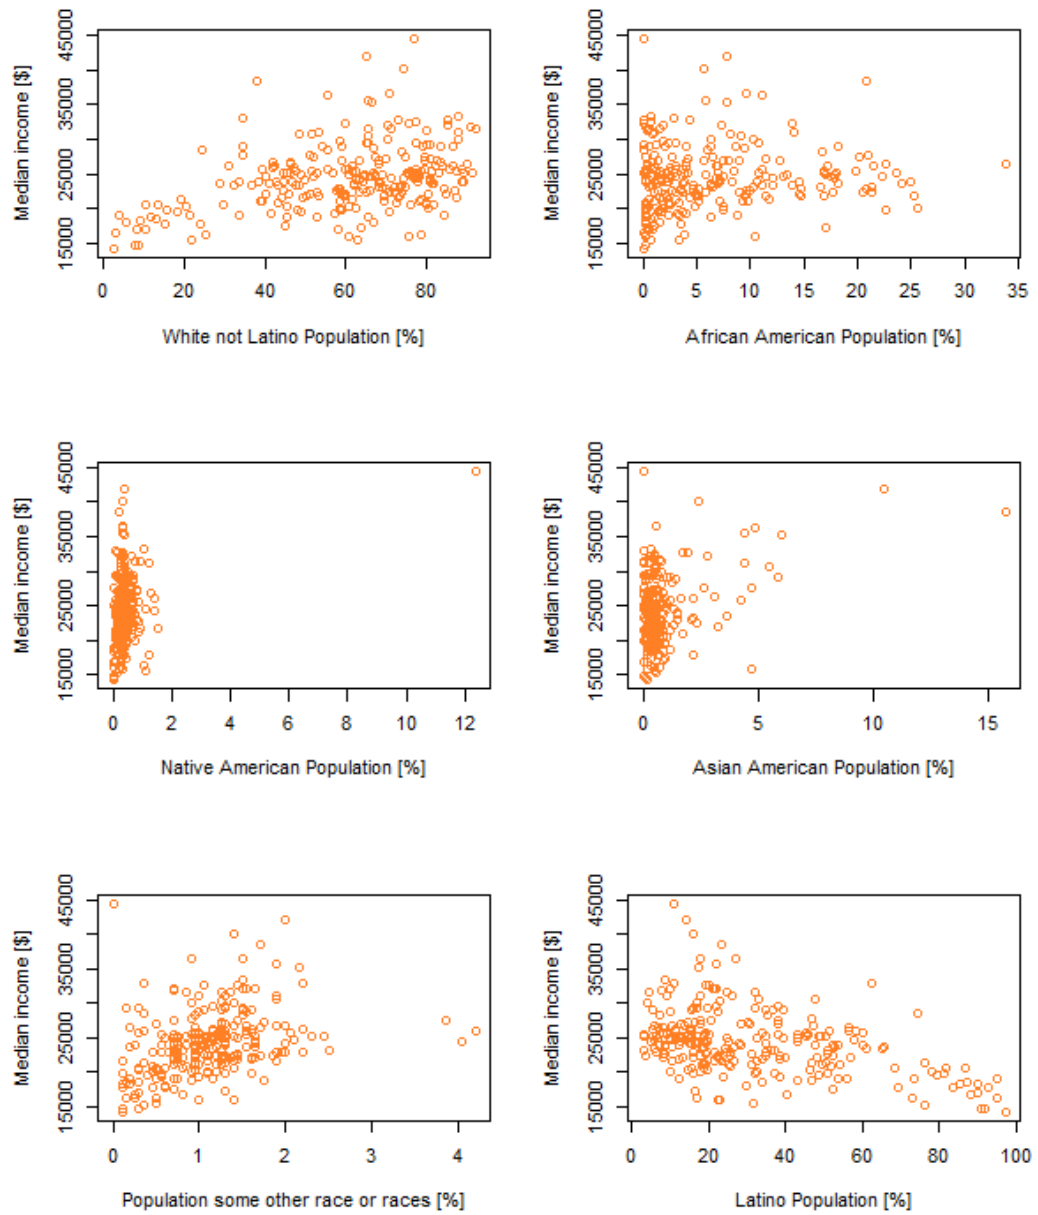 Median income [$]
15000 25000 35000 45000
0 20 40 60 80
White not Latino Population [%]
Median income [$]
15000 25000 35000 45000
0 5 10 15 20 25 30 35
African American Population [%]
Median income [$]
15000 25000 35000 45000
0 2 4 6 8 10 12
Native American Population [%]
Median income [$]
15000 25000 35000 45000
0 5 10 15
Asian American Population [%]
Median income [$]
15000 25000 35000 45000
0 1 2 3 4
Population some other race or races [%]
Median income [$]
15000 25000 35000 45000
0 20 40 60 80 100
Latino Population [%]